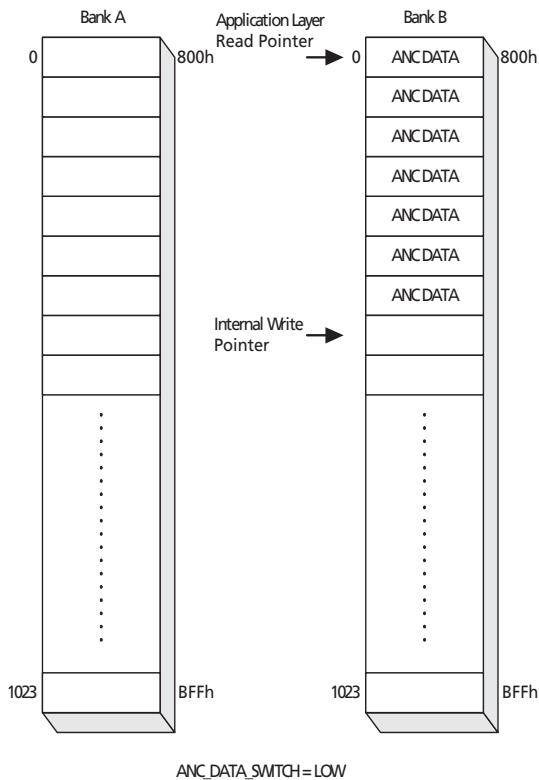 Bank A
Application Layer
Read Pointer
Bank B
0
800h
0
ANC DATA
800h
ANC DATA
ANC DATA
ANC DATA
ANC DATA
ANC DATA
ANC DATA
Internal Write
Pointer
1023
BFFh
1023
BFFh
ANC_DATA_SWITCH = LOW